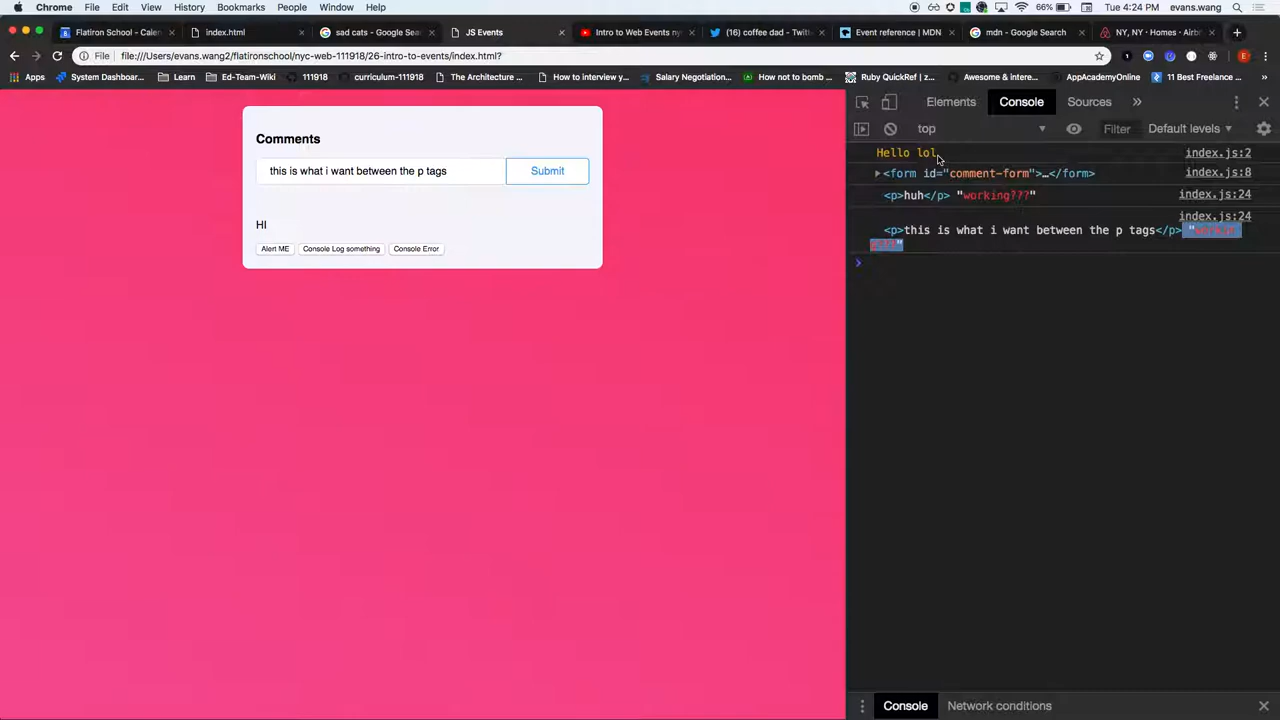 Chrome File Edit View History Bookmarks People Window Help 66% Tue 4:24 PM evans.wang
Flatiron School – Calen index.html sad cats - Google Searc JS Events Intro to Web Events nyc (16) coffee dad – Twitt Event reference | MDN mdn - Google Search NY, NY · Homes · Airb
File file:///Users/evans.wang2/flatironschool/nyc-web-111918/26-intro-to-events/index.html?
Apps System Dashboar... Learn Ed-Team-Wiki 111918 curriculum-111918 The Architecture ... How to interview y... Salary Negotiation... How not to bomb ... Ruby QuickRef | z... Awesome & intere... AppAcademyOnline 11 Best Freelance ...
Elements Console Sources »
top Filter Default levels
Comments
this is what i want between the p tags Submit
HI
Alert ME Console Log something Console Error
Hello lol index.js:2
<form id="comment-form">…</form> index.js:8
<p>huh</p> "working???" index.js:24
index.js:24
<p>this is what i want between the p tags</p>
Console Network conditions